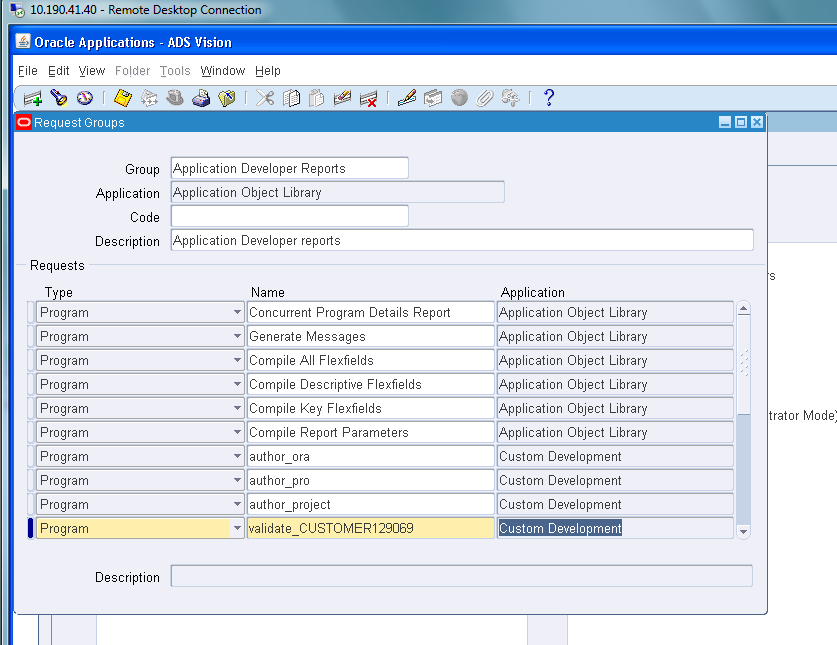 10.190.41.40 - Remote Desktop Connection
Oracle Applications - ADS Vision
File Edit View Folder Tools Window Help
Request Groups
Group Application Developer Reports
Application Application Object Library
Code
Description Application Developer reports
Requests
Type Name Application
Program Concurrent Program Details Report Application Object Library
Program Generate Messages Application Object Library
Program Compile All Flexfields Application Object Library
Program Compile Descriptive Flexfields Application Object Library
Program Compile Key Flexfields Application Object Library
Program Compile Report Parameters Application Object Library
trator Mode)
Program author_ora Custom Development
Program author_pro Custom Development
Program author_project Custom Development
Program validate_CUSTOMER129069 Custom Development
Description